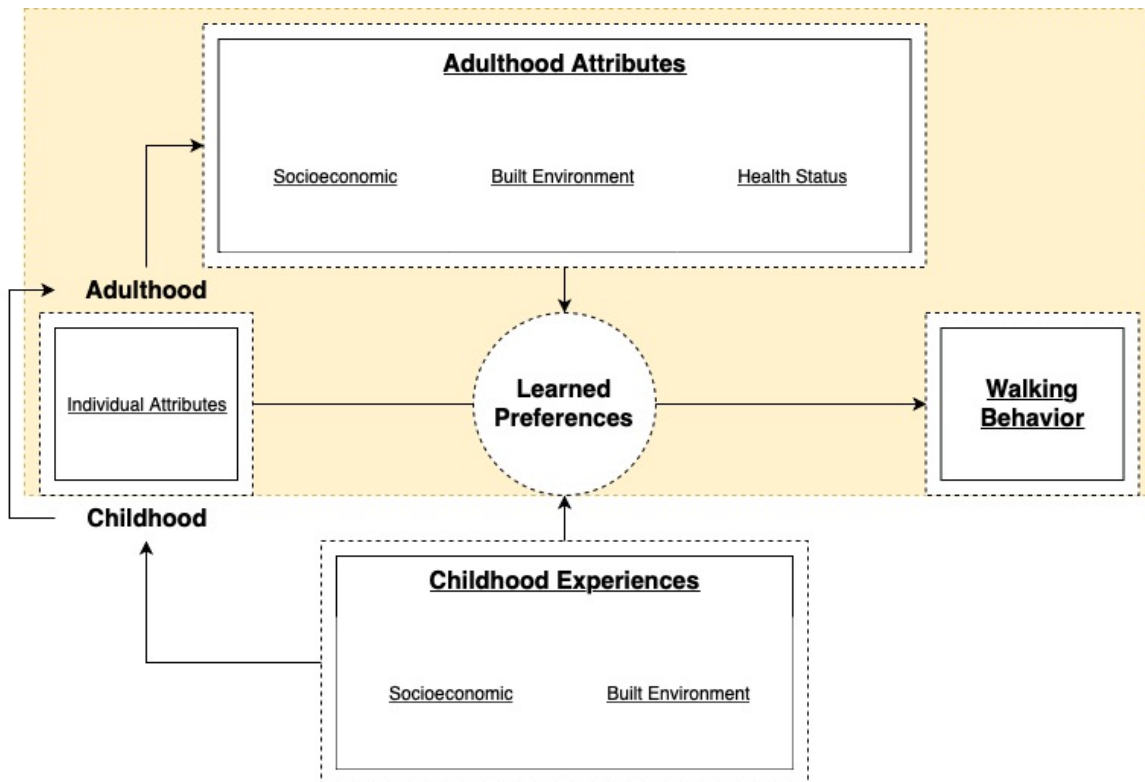 Adulthood Attributes
Socioeconomic
Built Environment
Health Status
Adulthood
Individual Attributes
Learned
Preferences
Walking
Behavior
Childhood
Childhood Experiences
Socioeconomic
Built Environment